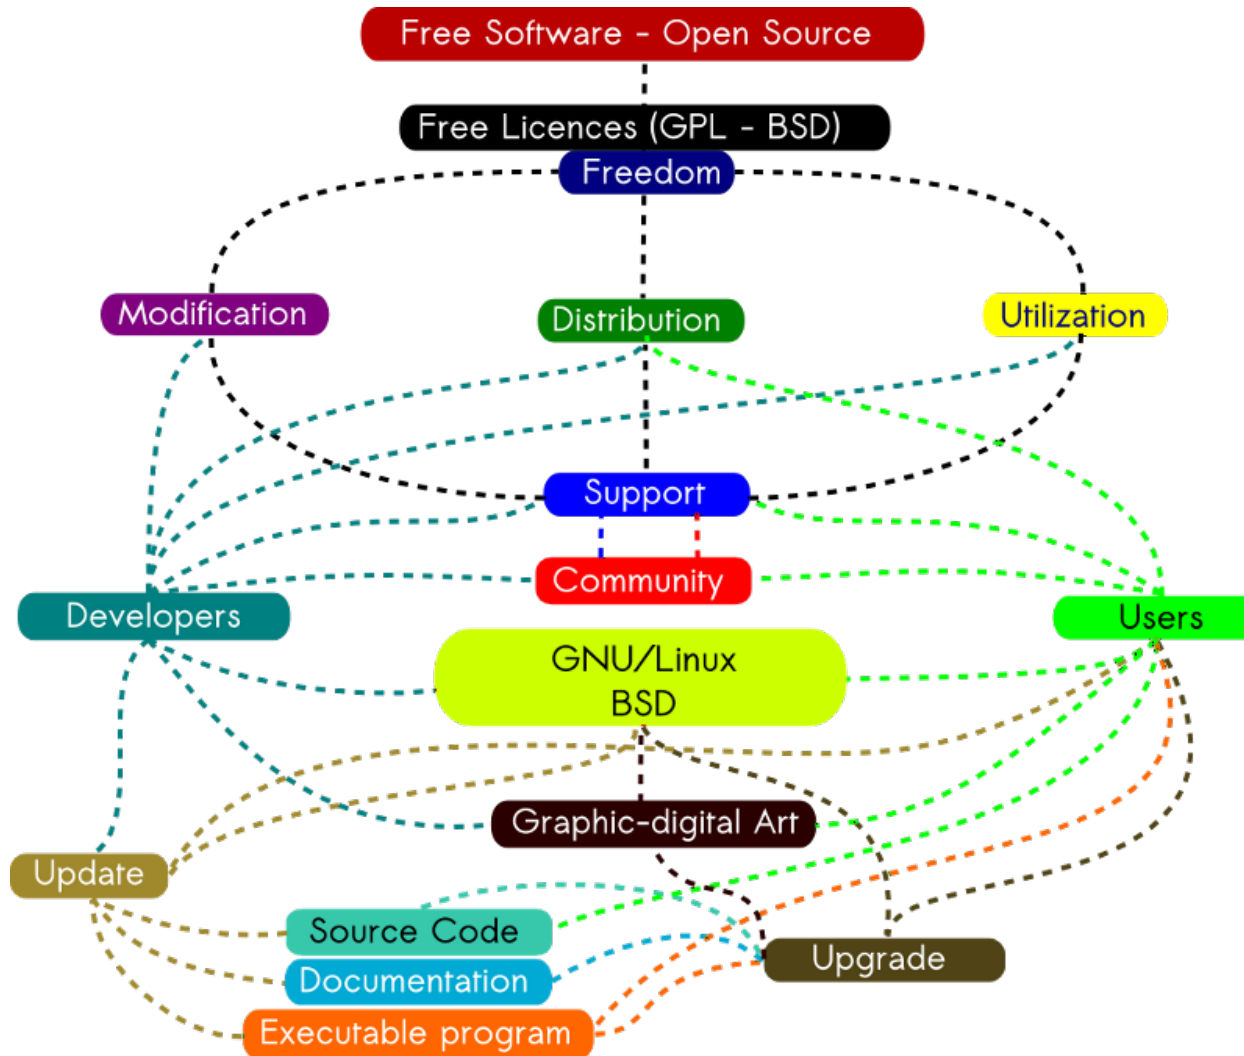 Free Software - Open Source
Free Licences (GPL - BSD)
Freedom
Modification
Distribution
Utilization
Support
Community
Developers
Users
GNU/Linux
BSD
Graphic-digital Art
Update
Source Code
Upgrade
Documentation
Executable program